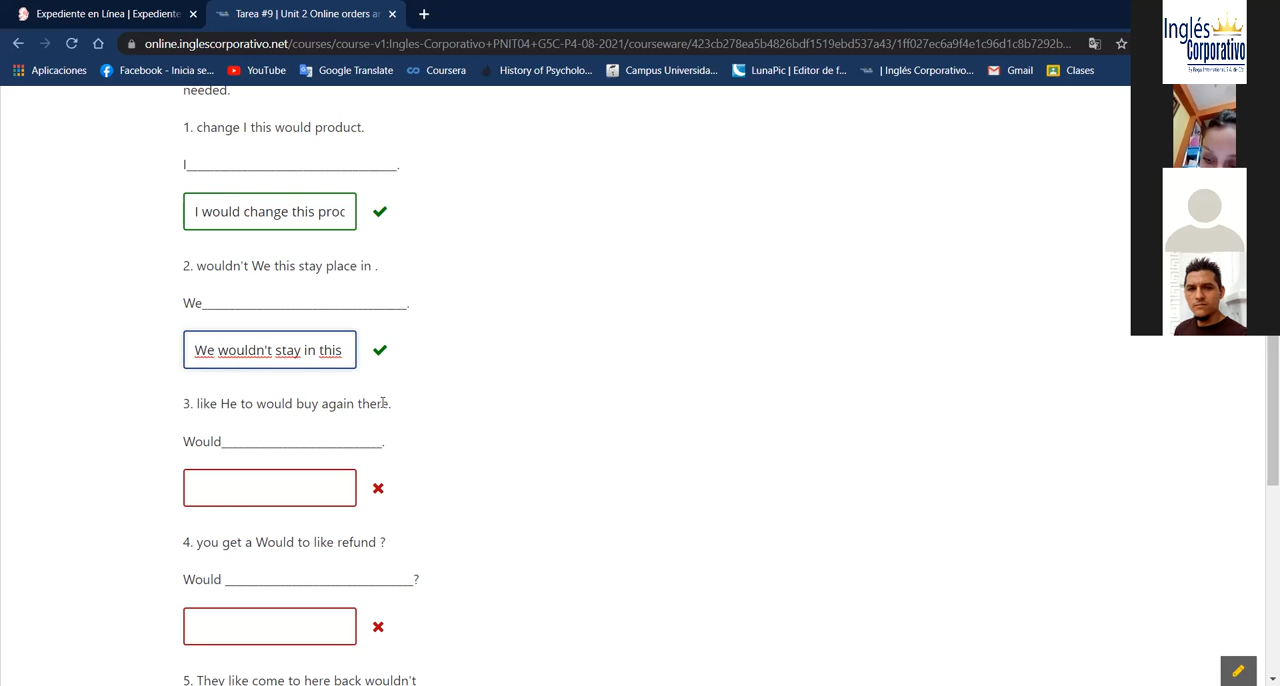 Expediente en Línea | Expediente
Tarea #9 | Unit 2 Online orders a
online.inglescorporativo.net/courses/course-v1:Ingles-Corporativo+PNIT04+G5C-P4-08-2021/courseware/423cb278ea5b4826bdf1519ebd537a43/1ff027ec6a9f4e1c96d1c8b7292b...
Aplicaciones Facebook - Inicia se... YouTube Google Translate Coursera History of Psycholo... Campus Universida... LunaPic | Editor de f... | Inglés Corporativo... Gmail Clases
Inglés
Corporativo
needed.
1. change I this would product.
I___________________________________.
I would change this proc
2. wouldn't We this stay place in .
We__________________________________.
We wouldn't stay in this
3. like He to would buy again there.
Would___________________________.
4. you get a Would to like refund ?
Would ________________________________?
5. They like come to here back wouldn't